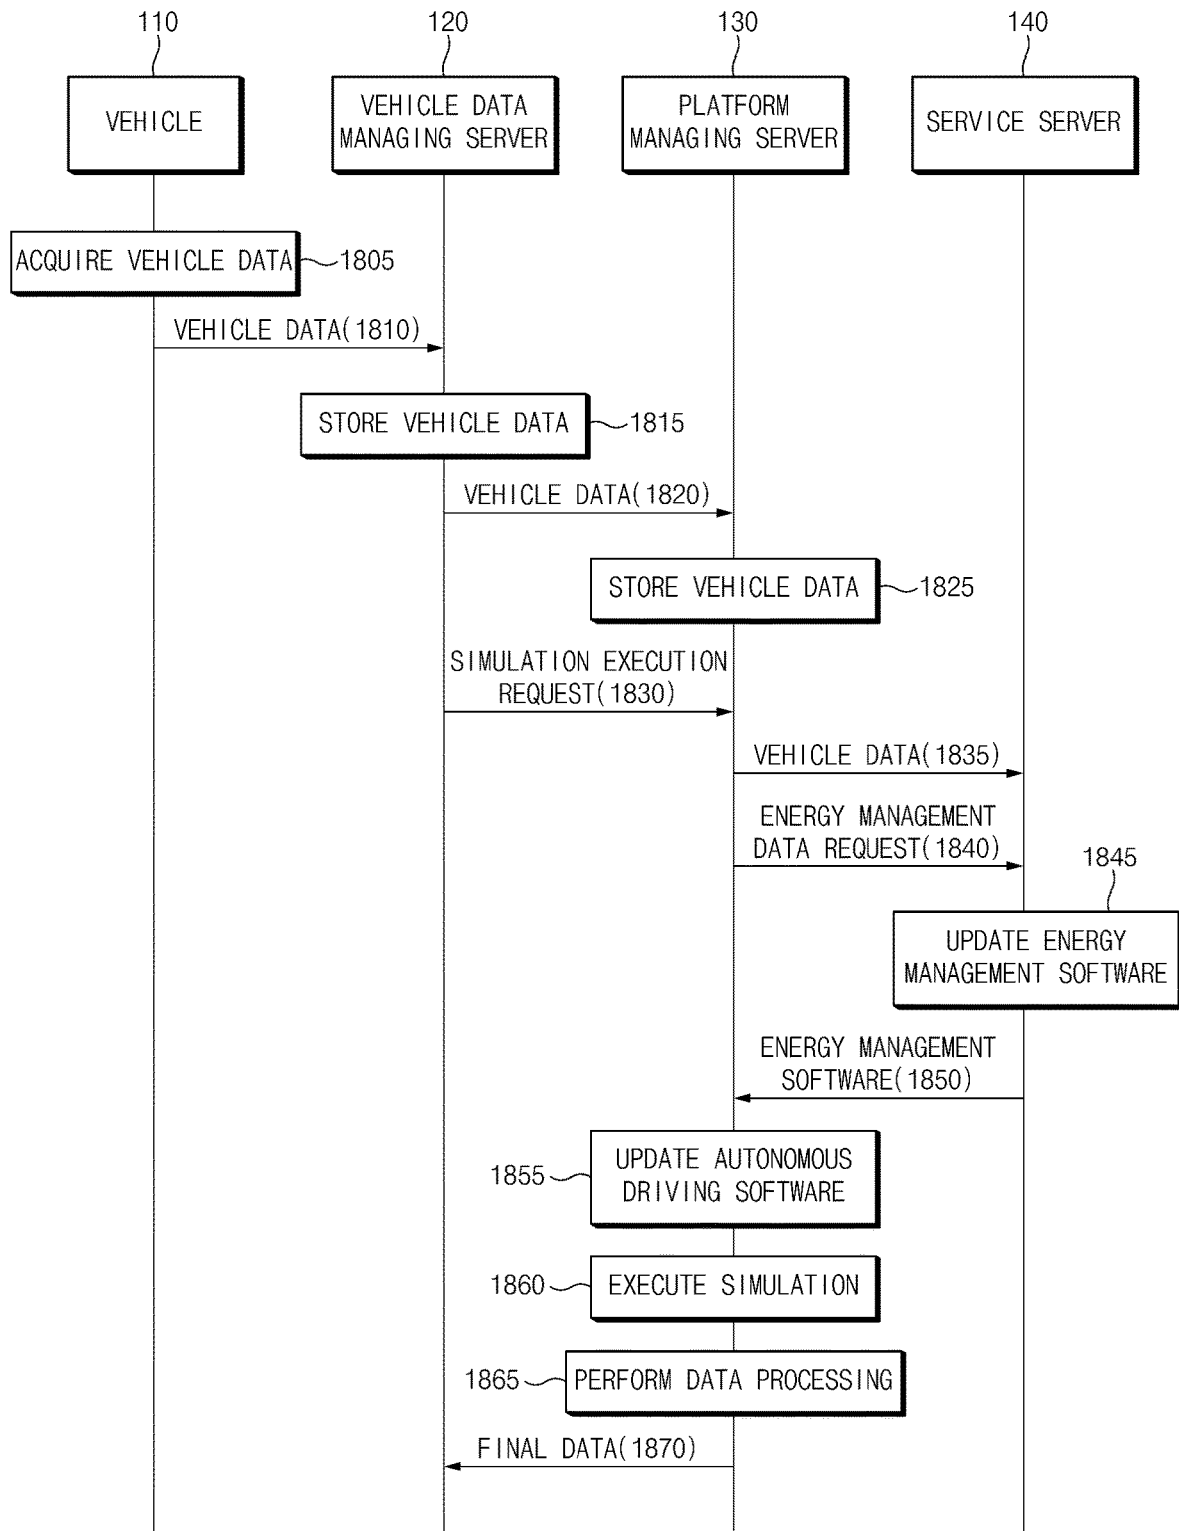 110
120
130
140
VEHICLE
VEHICLE DATA
MANAGING SERVER
PLATFORM
MANAGING SERVER
SERVICE SERVER
ACQUIRE VEHICLE DATA
1805
VEHICLE DATA(1810)
STORE VEHICLE DATA
1815
VEHICLE DATA(1820)
STORE VEHICLE DATA
1825
SIMULATION EXECUTION
REQUEST(1830)
VEHICLE DATA(1835)
ENERGY MANAGEMENT
DATA REQUEST(1840)
1845
UPDATE ENERGY
MANAGEMENT SOFTWARE
ENERGY MANAGEMENT
SOFTWARE(1850)
1855
UPDATE AUTONOMOUS
DRIVING SOFTWARE
1860
EXECUTE SIMULATION
1865
PERFORM DATA PROCESSING
FINAL DATA(1870)